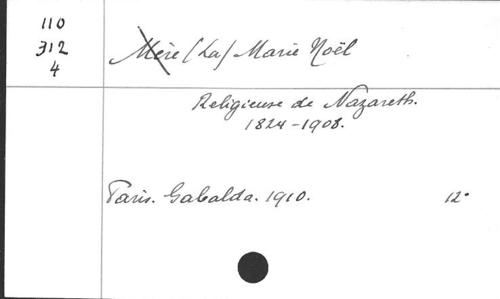 110
312
4
Mère (La) Marie Noël
Religieuse de Nazareth.
1824-1908.
Paris. Gabalda. 1910. 12°